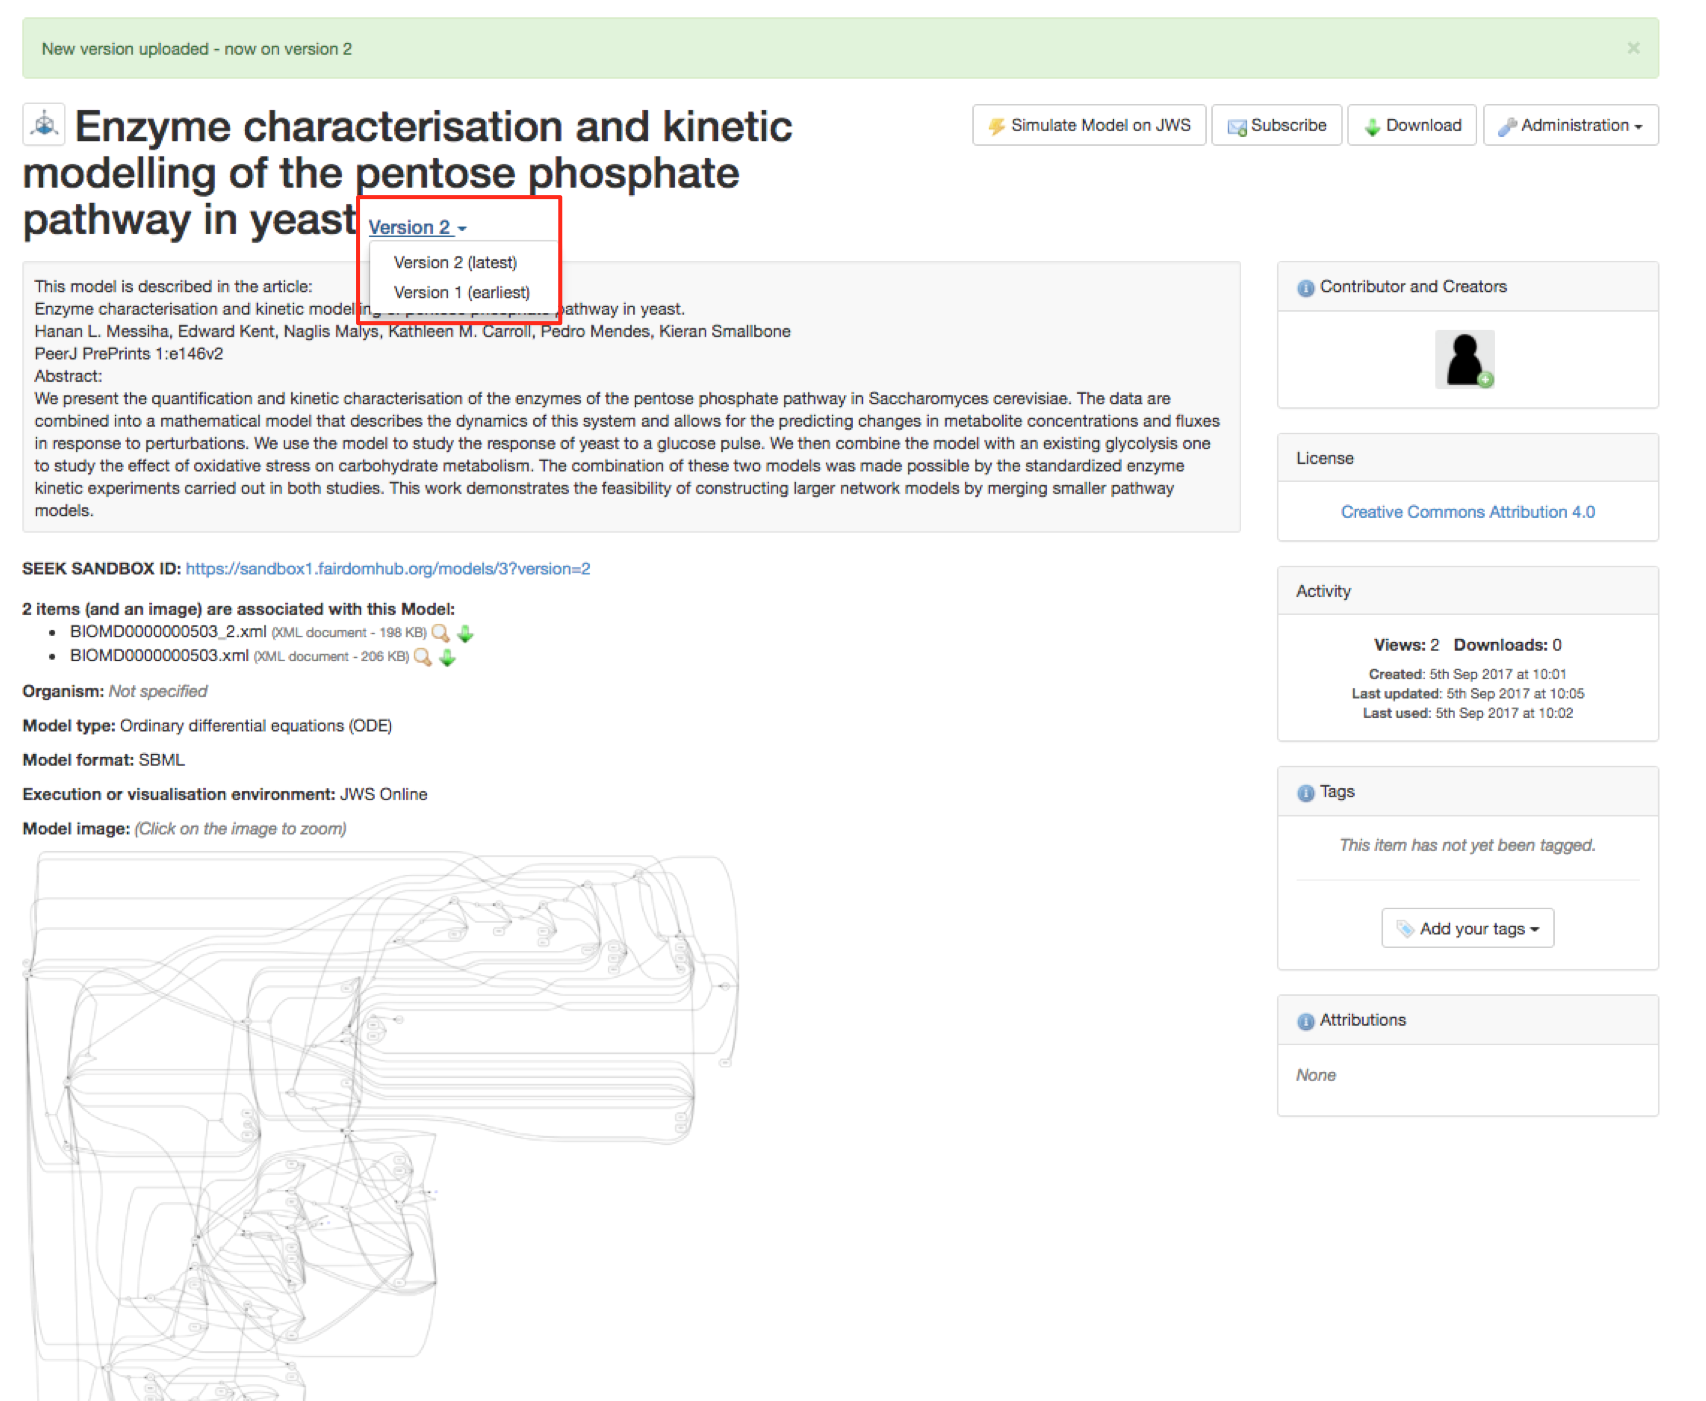 New version uploaded - now on version 2
×
Enzyme characterisation and kinetic
modelling of the pentose phosphate
pathway in yeast
Version 2
Version 2 (latest)
Version 1 (earliest)
Simulate Model on JWS
Subscribe
Download
Administration
This model is described in the article:
Enzyme characterisation and kinetic modelling of pentose phosphate pathway in yeast.
Hanan L. Messiha, Edward Kent, Naglis Malys, Kathleen M. Carroll, Pedro Mendes, Kieran Smallbone
PeerJ PrePrints 1:e146v2
Abstract:
We present the quantification and kinetic characterisation of the enzymes of the pentose phosphate pathway in Saccharomyces cerevisiae. The data are
combined into a mathematical model that describes the dynamics of this system and allows for the predicting changes in metabolite concentrations and fluxes
in response to perturbations. We use the model to study the response of yeast to a glucose pulse. We then combine the model with an existing glycolysis one
to study the effect of oxidative stress on carbohydrate metabolism. The combination of these two models was made possible by the standardized enzyme
kinetic experiments carried out in both studies. This work demonstrates the feasibility of constructing larger network models by merging smaller pathway
models.
SEEK SANDBOX ID: https://sandbox1.fairdomhub.org/models/3?version=2
2 items (and an image) are associated with this Model:
• BIOMD0000000503_2.xml (XML document - 198 KB)
• BIOMD0000000503.xml (XML document - 206 KB)
Organism: Not specified
Model type: Ordinary differential equations (ODE)
Model format: SBML
Execution or visualisation environment: JWS Online
Model image: (Click on the image to zoom)
Contributor and Creators
License
Creative Commons Attribution 4.0
Activity
Views: 2 Downloads: 0
Created: 5th Sep 2017 at 10:01
Last updated: 5th Sep 2017 at 10:05
Last used: 5th Sep 2017 at 10:02
Tags
This item has not yet been tagged.
Add your tags
Attributions
None